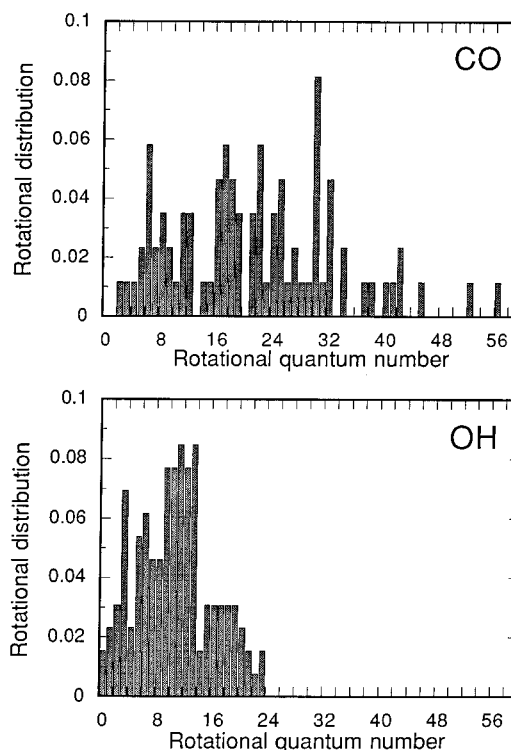 CO
Rotational distribution
0.1
0.08
0.06
0.04
0.02
0
0 8 16 24 32 40 48 56
Rotational quantum number
OH
Rotational distribution
0.1
0.08
0.06
0.04
0.02
0
0 8 16 24 32 40 48 56
Rotational quantum number